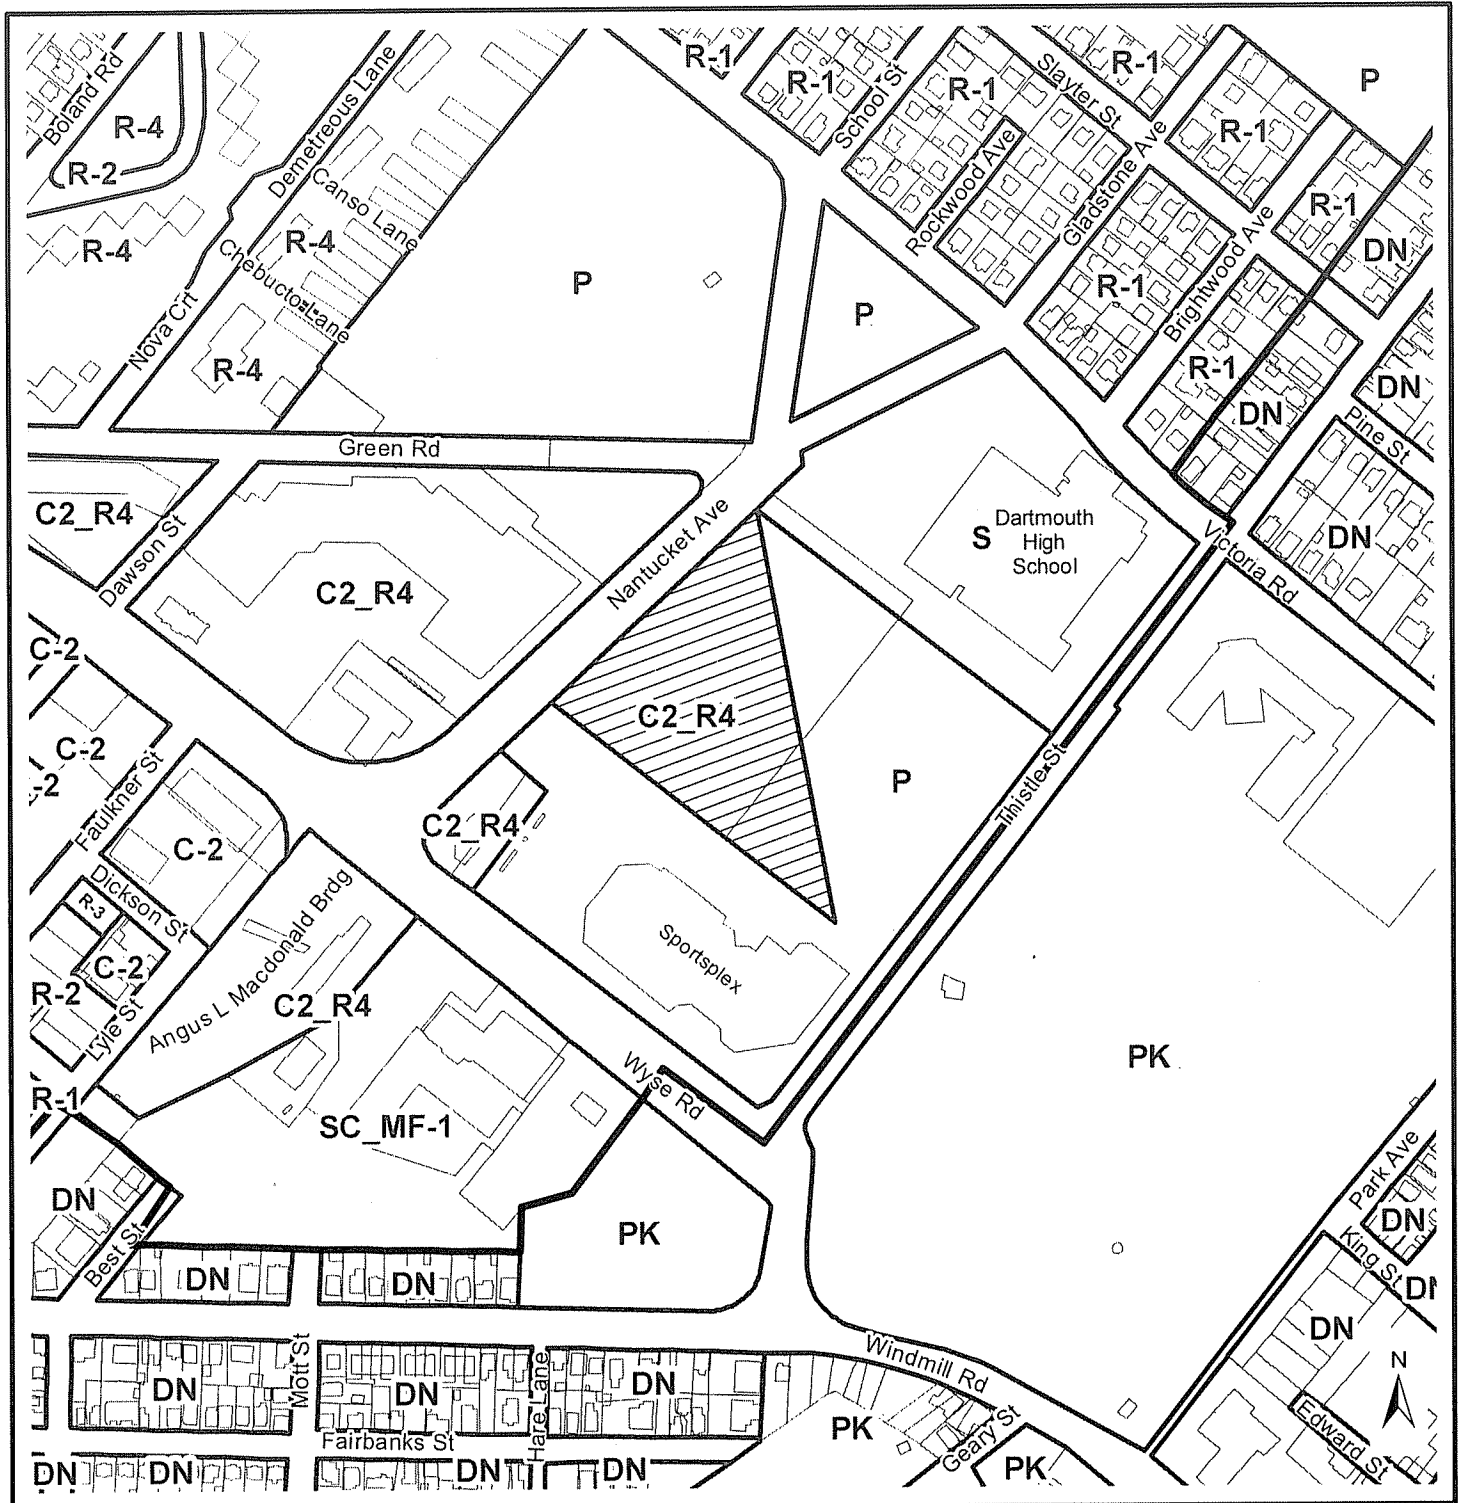 R-1
R-1
School St
R-1
Slayter St
R-1
P
Boland Rd
R-4
R-2
Demetreous Lane
Canso Lane
R-4
R-4
Chebucto Lane
Nova Crt
R-4
P
P
Rockwood Ave
Gladstone Ave
R-1
R-1
DN
Brightwood Ave
R-1
R-1
DN
DN
Pine St
DN
Green Rd
C2_R4
Dawson St
C2_R4
Nantucket Ave
S
Dartmouth
High
School
Victoria Rd
C-2
C-2
-2
Faulkner St
C-2
C2_R4
C2_R4
P
Thistle St
Dickson St
R-3
C-2
R-2
Lyle St
Angus L Macdonald Brdg
C2_R4
Sportsplex
Wyse Rd
PK
R-1
SC_MF-1
DN
Best St
PK
DN
DN
Park Ave
DN
King St
DN
DN
N
Windmill Rd
Mott St
DN
DN
Hare Lane
DN
PK
Geary St
Edward St
Fairbanks St
DN
DN
DN
DN
PK